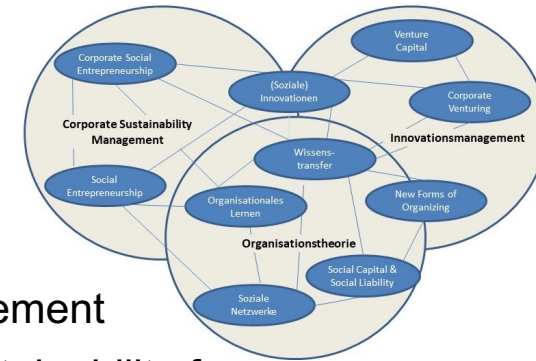 Venture
Capital
Corporate Social
Entrepreneurship
(Soziale)
Innovationen
Corporate
Venturing
Corporate Sustainability
Management
Innovationsmanagement
Wissens-
transfer
Social
Entrepreneurship
Organisationales
Lernen
New Forms of
Organizing
Organisationstheorie
Social Capital &
Social Liability
Soziale
Netzwerke
ement